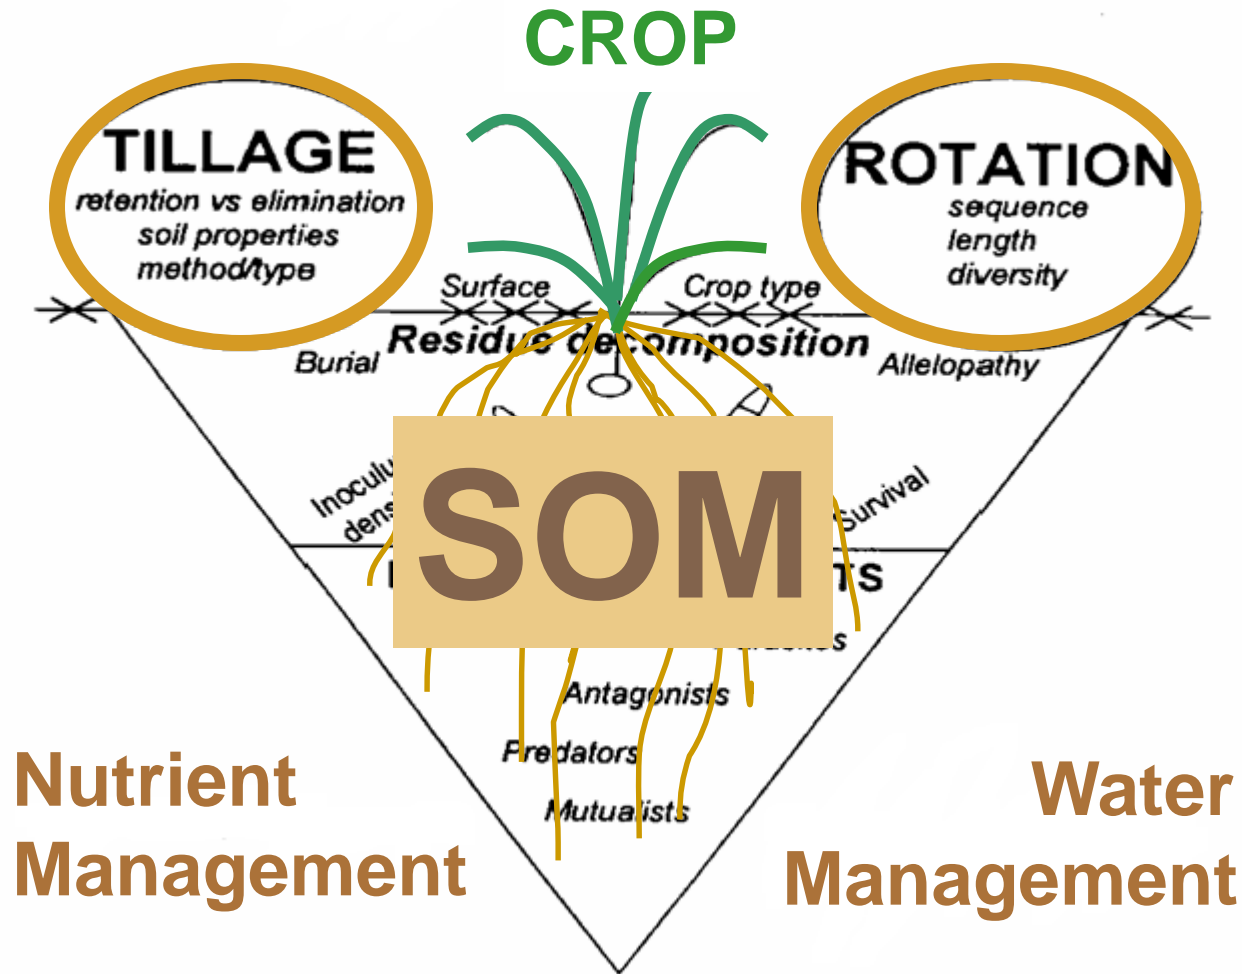 CROP
TILLAGE
retention vs elimination
soil properties
method/type
ROTATION
sequence
length
diversity
Surface
Crop type
Residue decomposition
Burial
Allelopathy
Survival
SOM
Antagonists
Predators
Mutualists
Nutrient
Management
Water
Management